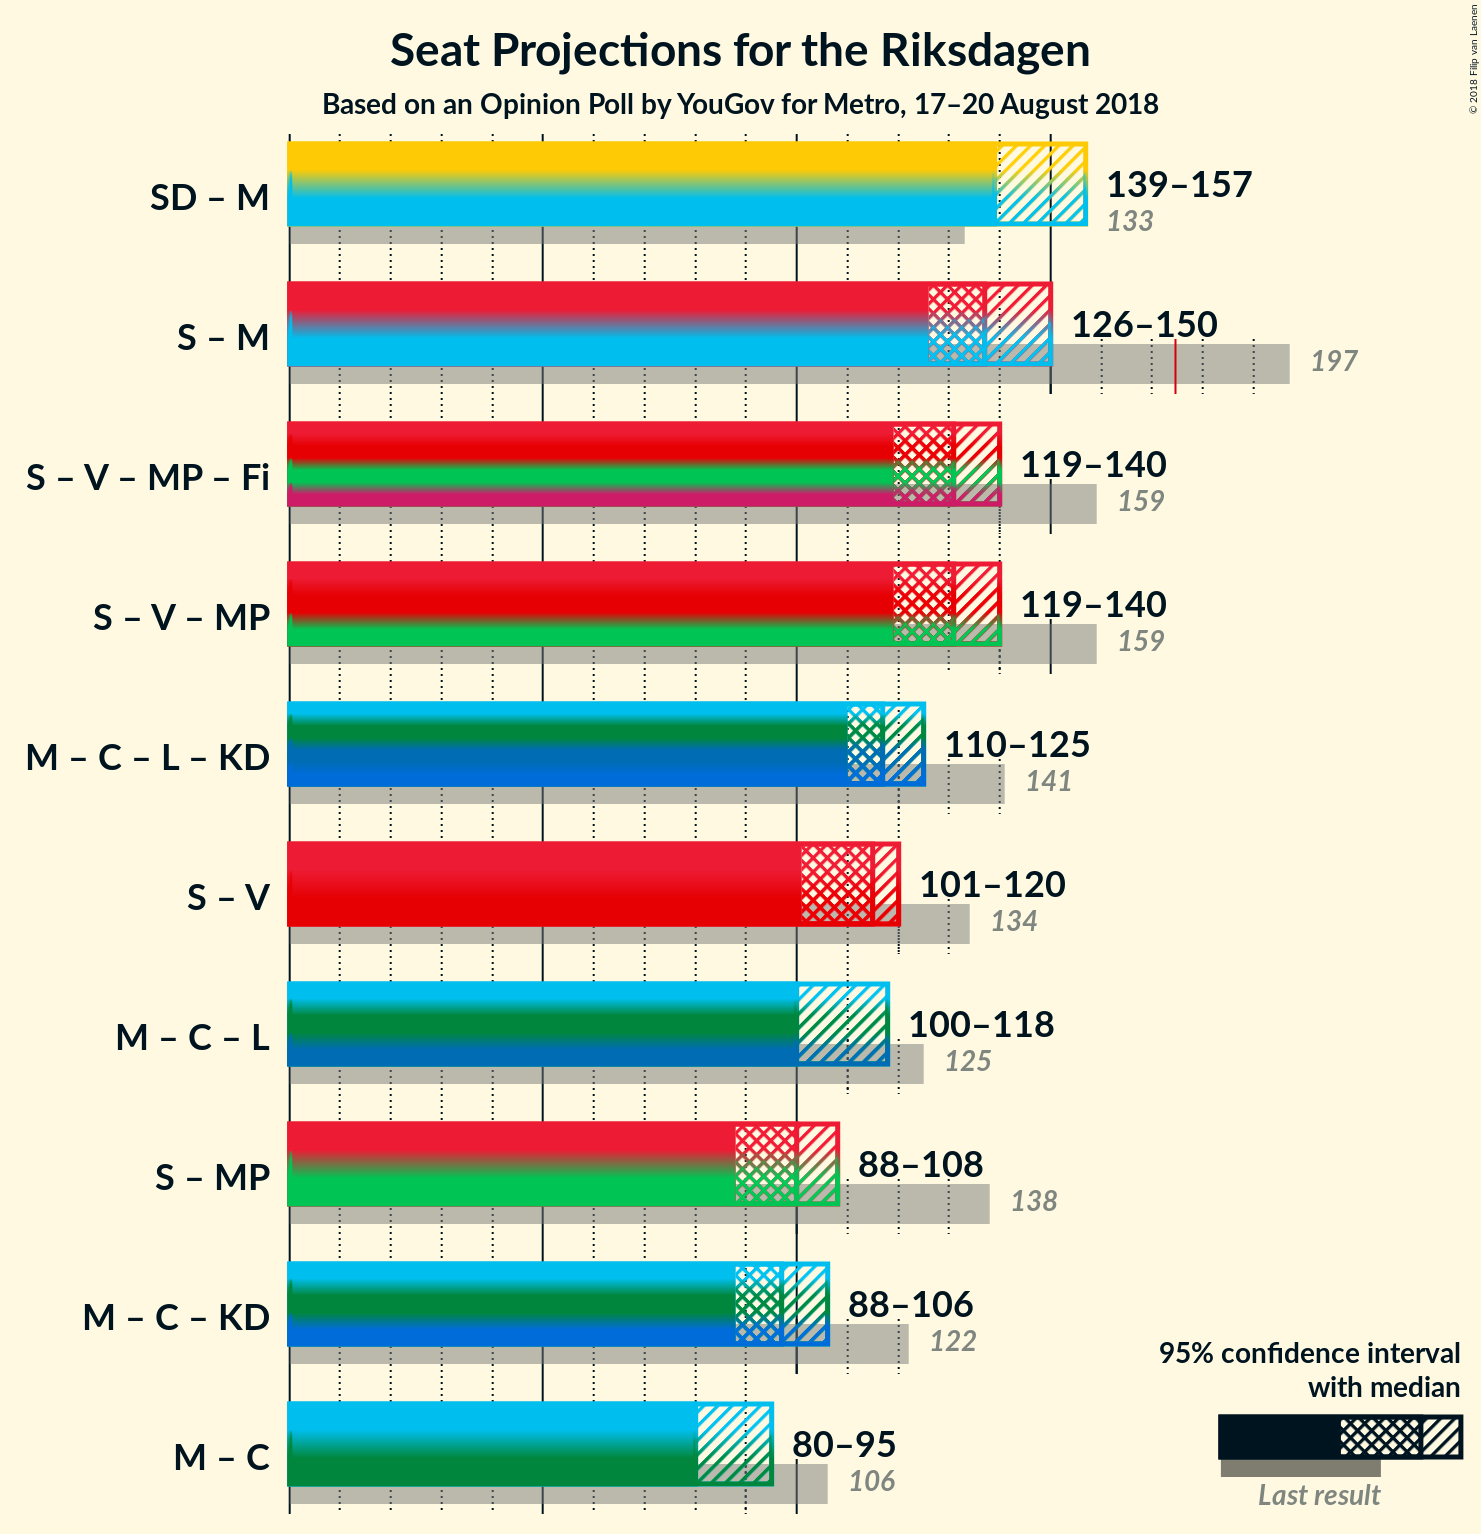 Seat Projections for the Riksdagen
Based on an Opinion Poll by YouGov for Metro, 17–20 August 2018
© 2018 Filip van Laenen
SD – M
139–157
133
S – M
126–150
197
S – V – MP – Fi
119–140
159
S – V – MP
119–140
159
M – C – L – KD
110–125
141
S – V
101–120
134
M – C – L
100–118
125
S – MP
88–108
138
M – C – KD
88–106
122
M – C
80–95
106
95% confidence interval
with median
Last result